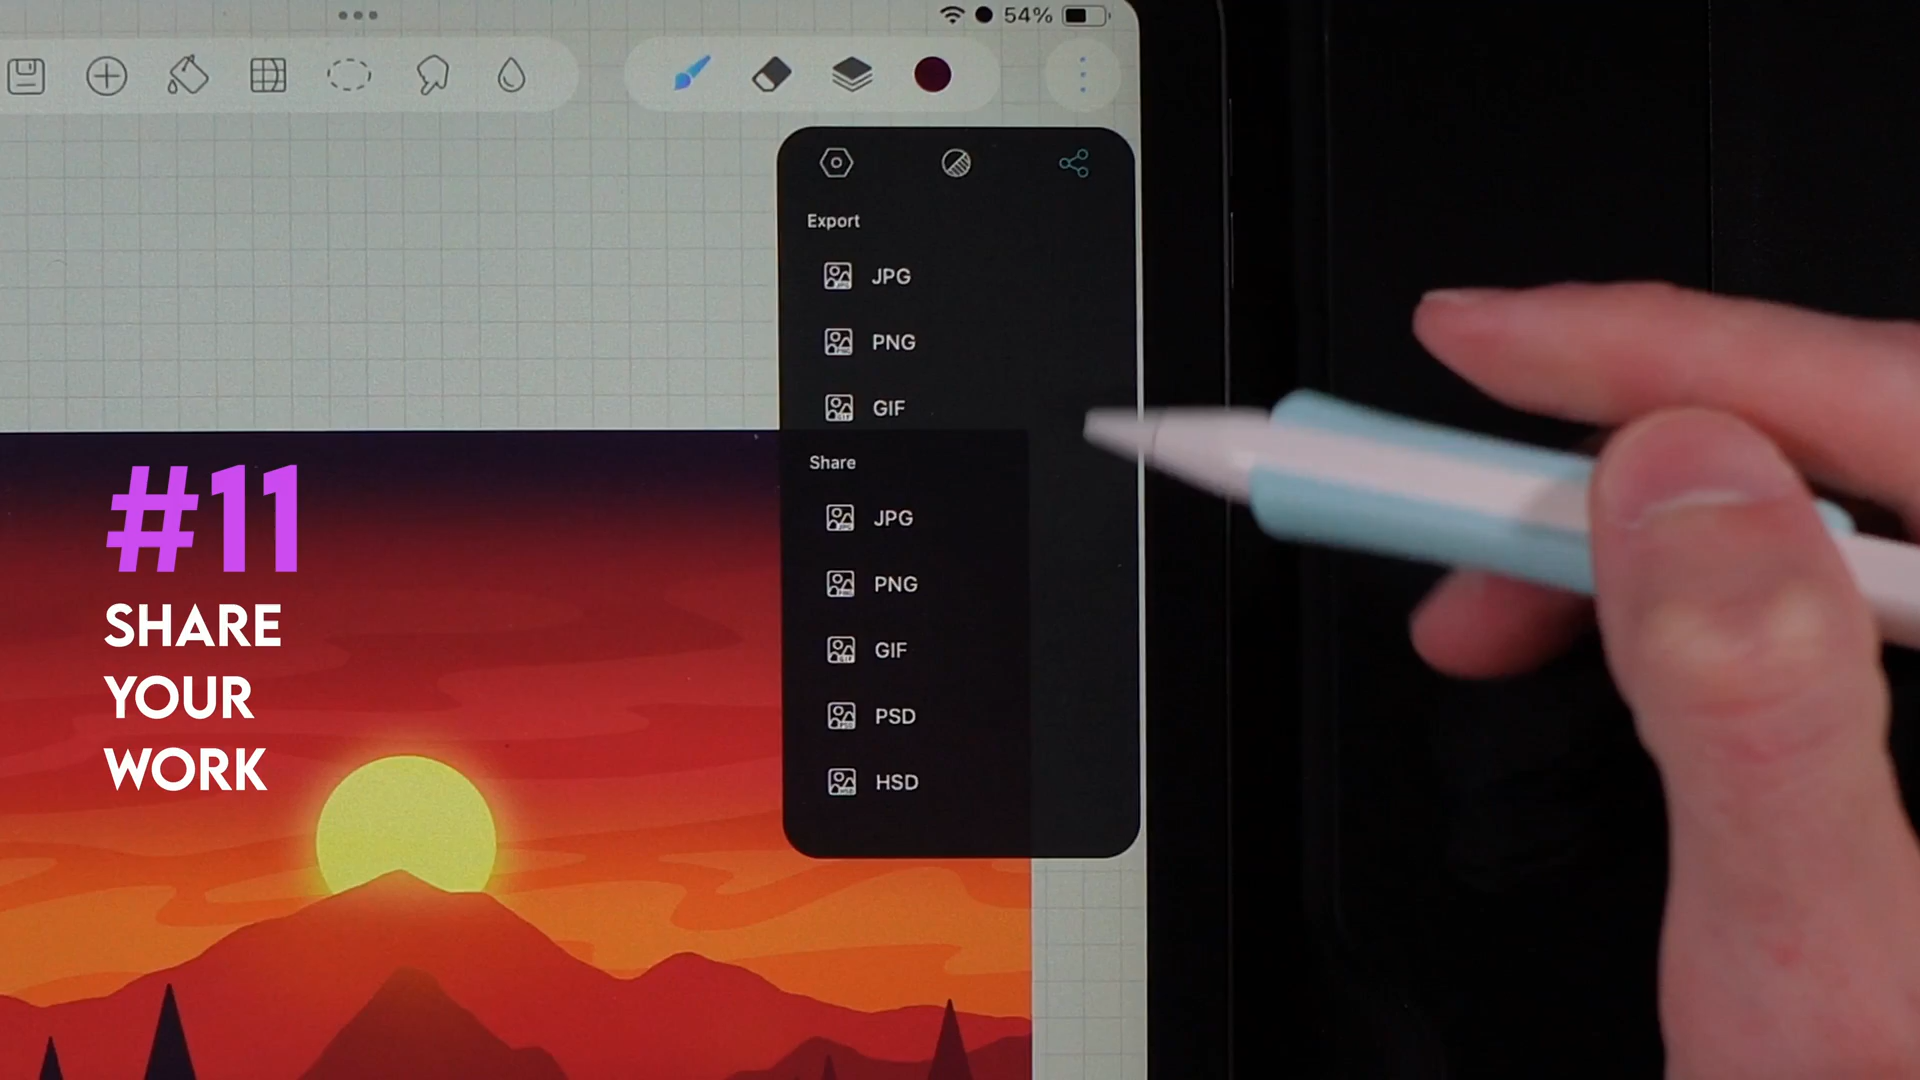 54%
Export
JPG
PNG
GIF
Share
JPG
PNG
GIF
PSD
HSD
#11
SHARE
YOUR
WORK